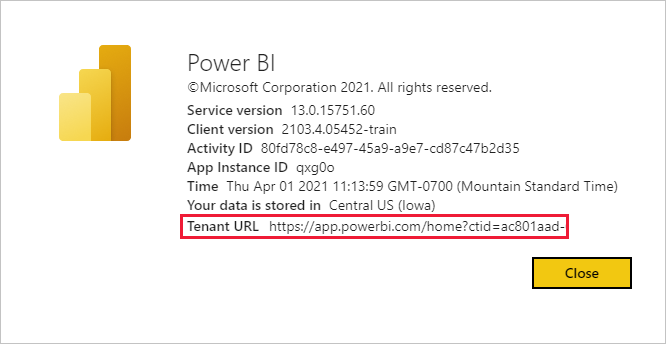 Power BI
©Microsoft Corporation 2021. All rights reserved.
Service version 13.0.15751.60
Client version 2103.4.05452-train
Activity ID 80fd78c8-e497-45a9-a9e7-cd87c47b2d35
App Instance ID qxg0o
Time Thu Apr 01 2021 11:13:59 GMT-0700 (Mountain Standard Time)
Your data is stored in Central US (Iowa)
Tenant URL https://app.powerbi.com/home?ctid=ac801aad-
Close